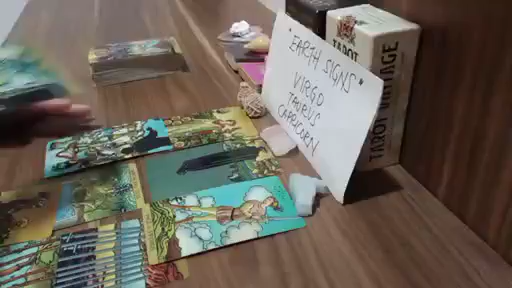 *EARTH SIGNS*
VIRGO
TAURUS
CAPRICORN
TAROT
TAROT VINTAGE